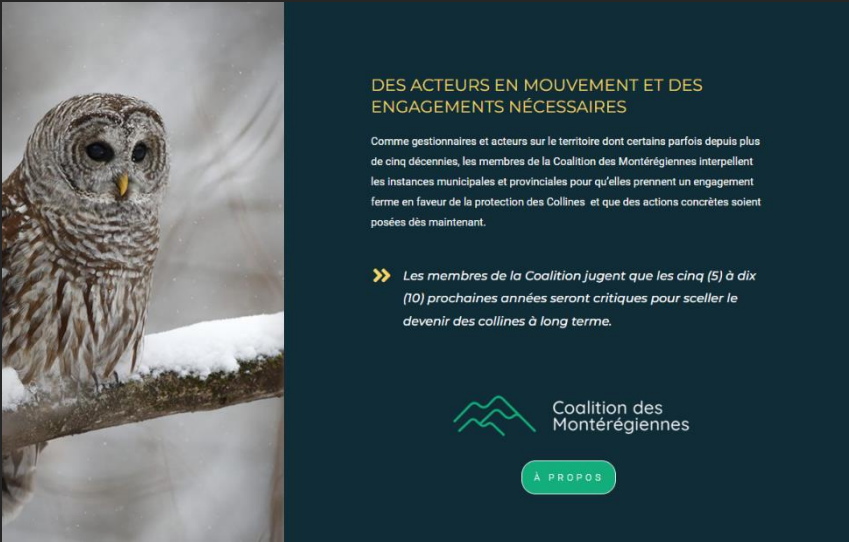 DES ACTEURS EN MOUVEMENT ET DES
ENGAGEMENTS NÉCESSAIRES
Comme gestionnaires et acteurs sur le territoire dont certains parfois depuis plus
de cinq décennies, les membres de la Coalition des Montérégiennes interpellent
les instances municipales et provinciales pour qu'elles prennent un engagement
ferme en faveur de la protection des Collines et que des actions concrètes soient
posées dès maintenant.
Les membres de la Coalition jugent que les cinq (5) à dix
(10) prochaines années seront critiques pour sceller le
devenir des collines à long terme.
Coalition des
Montérégiennes
À PROPOS